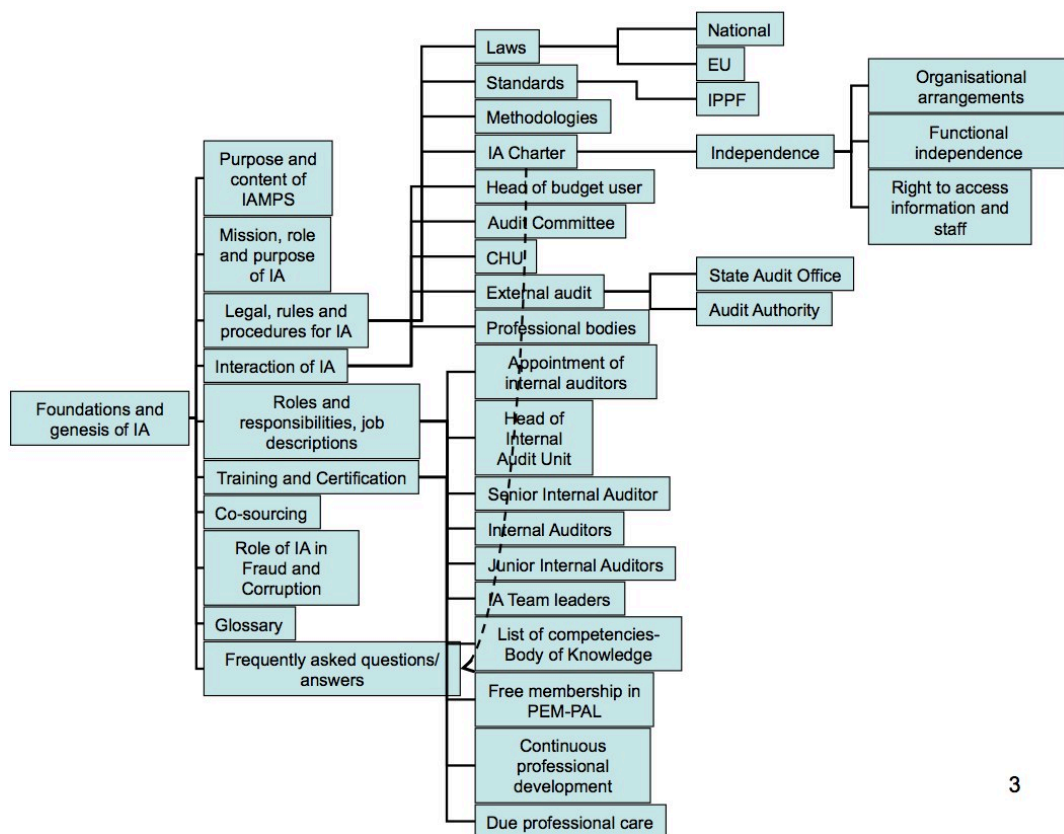 Foundations and
genesis of IA
Purpose and
content of
IAMPS
Mission, role
and purpose
of IA
Legal, rules and
procedures for IA
Interaction of IA
Roles and
responsibilities, job
descriptions
Training and Certification
Co-sourcing
Role of IA in
Fraud and
Corruption
Glossary
Frequently asked questions/
answers
Laws
Standards
Methodologies
IA Charter
Head of budget user
Audit Committee
CHU
External audit
Professional bodies
Appointment of
internal auditors
Head of
Internal
Audit Unit
Senior Internal Auditor
Internal Auditors
Junior Internal Auditors
IA Team leaders
List of competencies-
Body of Knowledge
Free membership in
PEM-PAL
Continuous
professional
development
Due professional care
National
EU
IPPF
Independence
State Audit Office
Audit Authority
Organisational
arrangements
Functional
independence
Right to access
information and
staff
3